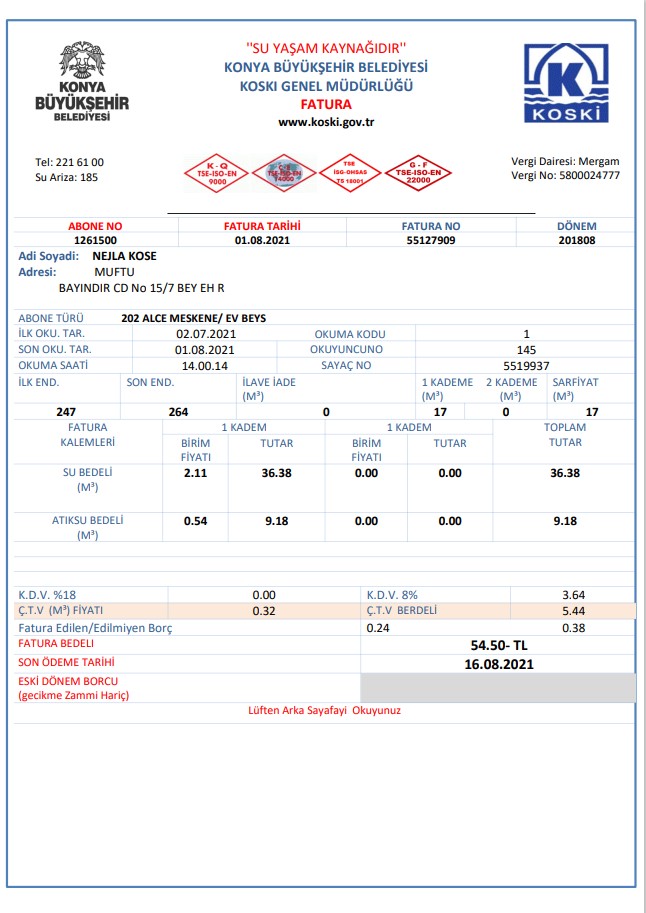 "SU YAŞAM KAYNAĞIDIR"
KONYA BÜYÜKŞEHİR BELEDİYESİ
KOSKI GENEL MÜDÜRLÜĞÜ
FATURA
www.koski.gov.tr
KONYA
BÜYÜKŞEHİR
BELEDİYESİ
KOSKİ
Tel: 221 61 00
Su Ariza: 185
K - Q
TSE-ISO-EN
9000
Ç - E
TSE-ISO-EN
14000
TSE
ISG-OHSAS
TS 18001
G - F
TSE-ISO-EN
22000
Vergi Dairesi: Mergam
Vergi No: 5800024777
ABONE NO FATURA TARİHİ FATURA NO DÖNEM
1261500 01.08.2021 55127909 201808
Adi Soyadi: NEJLA KOSE
Adresi: MUFTU
BAYINDIR CD No 15/7 BEY EH R
ABONE TÜRÜ 202 ALCE MESKENE/ EV BEYS
İLK OKU. TAR. 02.07.2021 OKUMA KODU 1
SON OKU. TAR. 01.08.2021 OKUYUCUNO 145
OKUMA SAATİ 14.00.14 SAYAÇ NO 5519937
İLK END. SON END. İLAVE İADE (M³) 1 KADEME (M³) 2 KADEME (M³) SARFİYAT (M³)
247 264 0 17 0 17
FATURA KALEMLERİ 1 KADEM 1 KADEM TOPLAM TUTAR
BİRİM FİYATI TUTAR BİRİM FİYATI TUTAR
SU BEDELİ (M³) 2.11 36.38 0.00 0.00 36.38
ATIKSU BEDELİ (M³) 0.54 9.18 0.00 0.00 9.18
K.D.V. %18 0.00 K.D.V. 8% 3.64
Ç.T.V (M³) FİYATI 0.32 Ç.T.V BERDELİ 5.44
Fatura Edilen/Edilmiyen Borç 0.24 0.38
FATURA BEDELI 54.50- TL
SON ÖDEME TARİHİ 16.08.2021
ESKİ DÖNEM BORCU
(gecikme Zammi Hariç)
Lüften Arka Sayafayi Okuyunuz